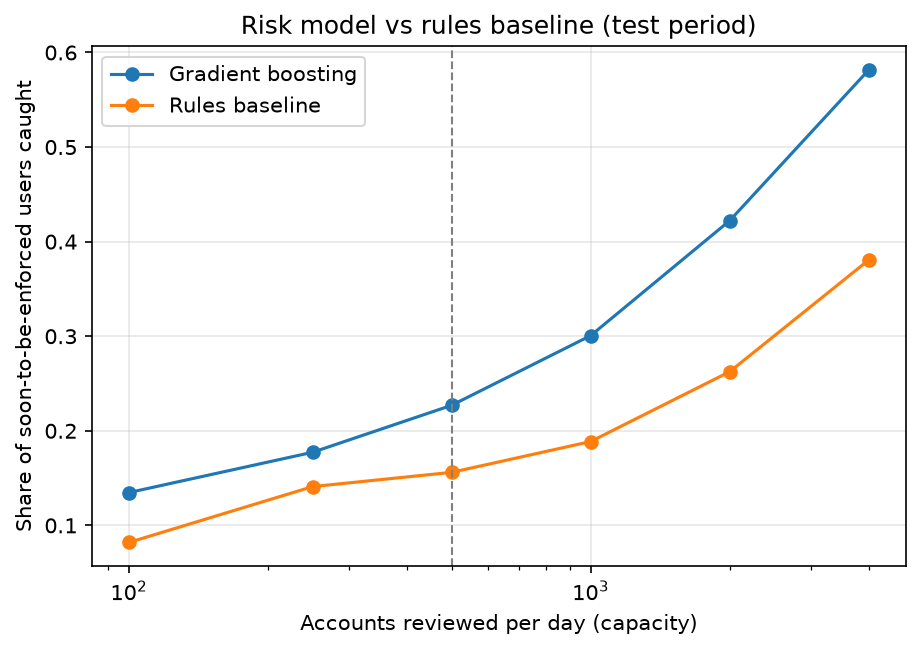 Risk model vs rules baseline (test period)
Gradient boosting
Rules baseline
Share of soon-to-be-enforced users caught
0.6
0.5
0.4
0.3
0.2
0.1
10²
10³
Accounts reviewed per day (capacity)